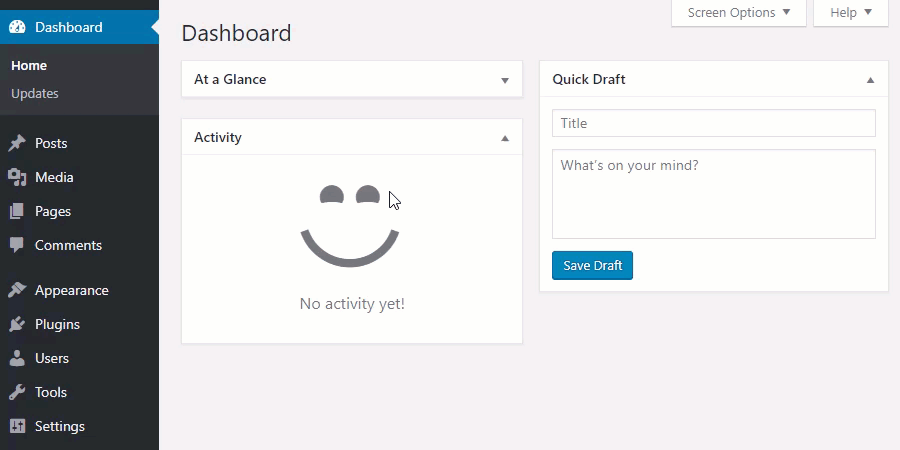 Dashboard
Home
Updates
Posts
Media
Pages
Comments
Appearance
Plugins
Users
Tools
Settings
Screen Options
Help
Dashboard
At a Glance
Activity
No activity yet!
Quick Draft
Title
What's on your mind?
Save Draft